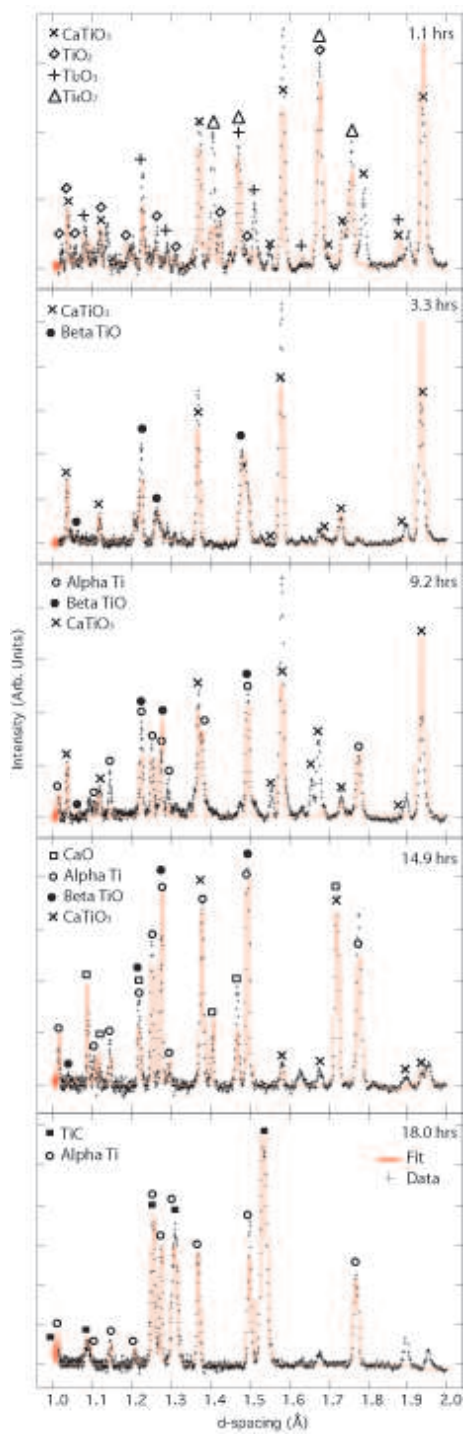 CaTiO₃ 1.1 hrs
TiO₂
Ti₂O₃
Ti₄O₇
CaTiO₃ 3.3 hrs
Beta TiO
Alpha Ti 9.2 hrs
Beta TiO
CaTiO₃
Intensity (Arb. Units)
CaO 14.9 hrs
Alpha Ti
Beta TiO
CaTiO₃
TiC 18.0 hrs
Alpha Ti Fit
Data
1.0 1.1 1.2 1.3 1.4 1.5 1.6 1.7 1.8 1.9 2.0
d-spacing (Å)